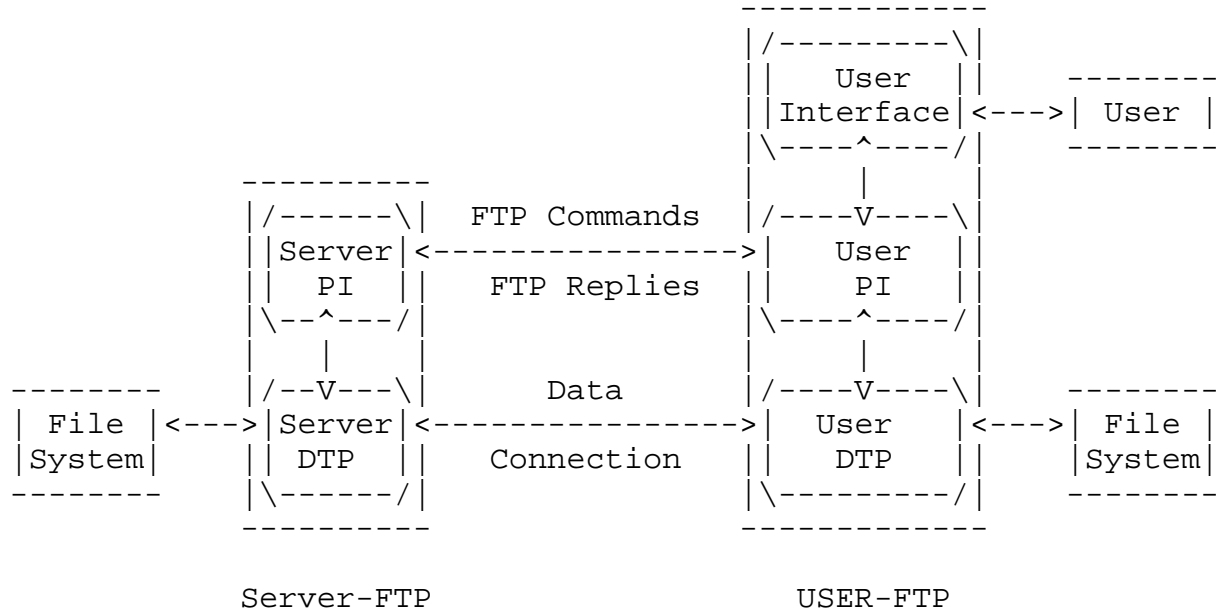 User
Interface
User
FTP Commands
Server
PI
User
PI
FTP Replies
Data
File
System
Server
DTP
User
DTP
File
System
Connection
Server-FTP
USER-FTP